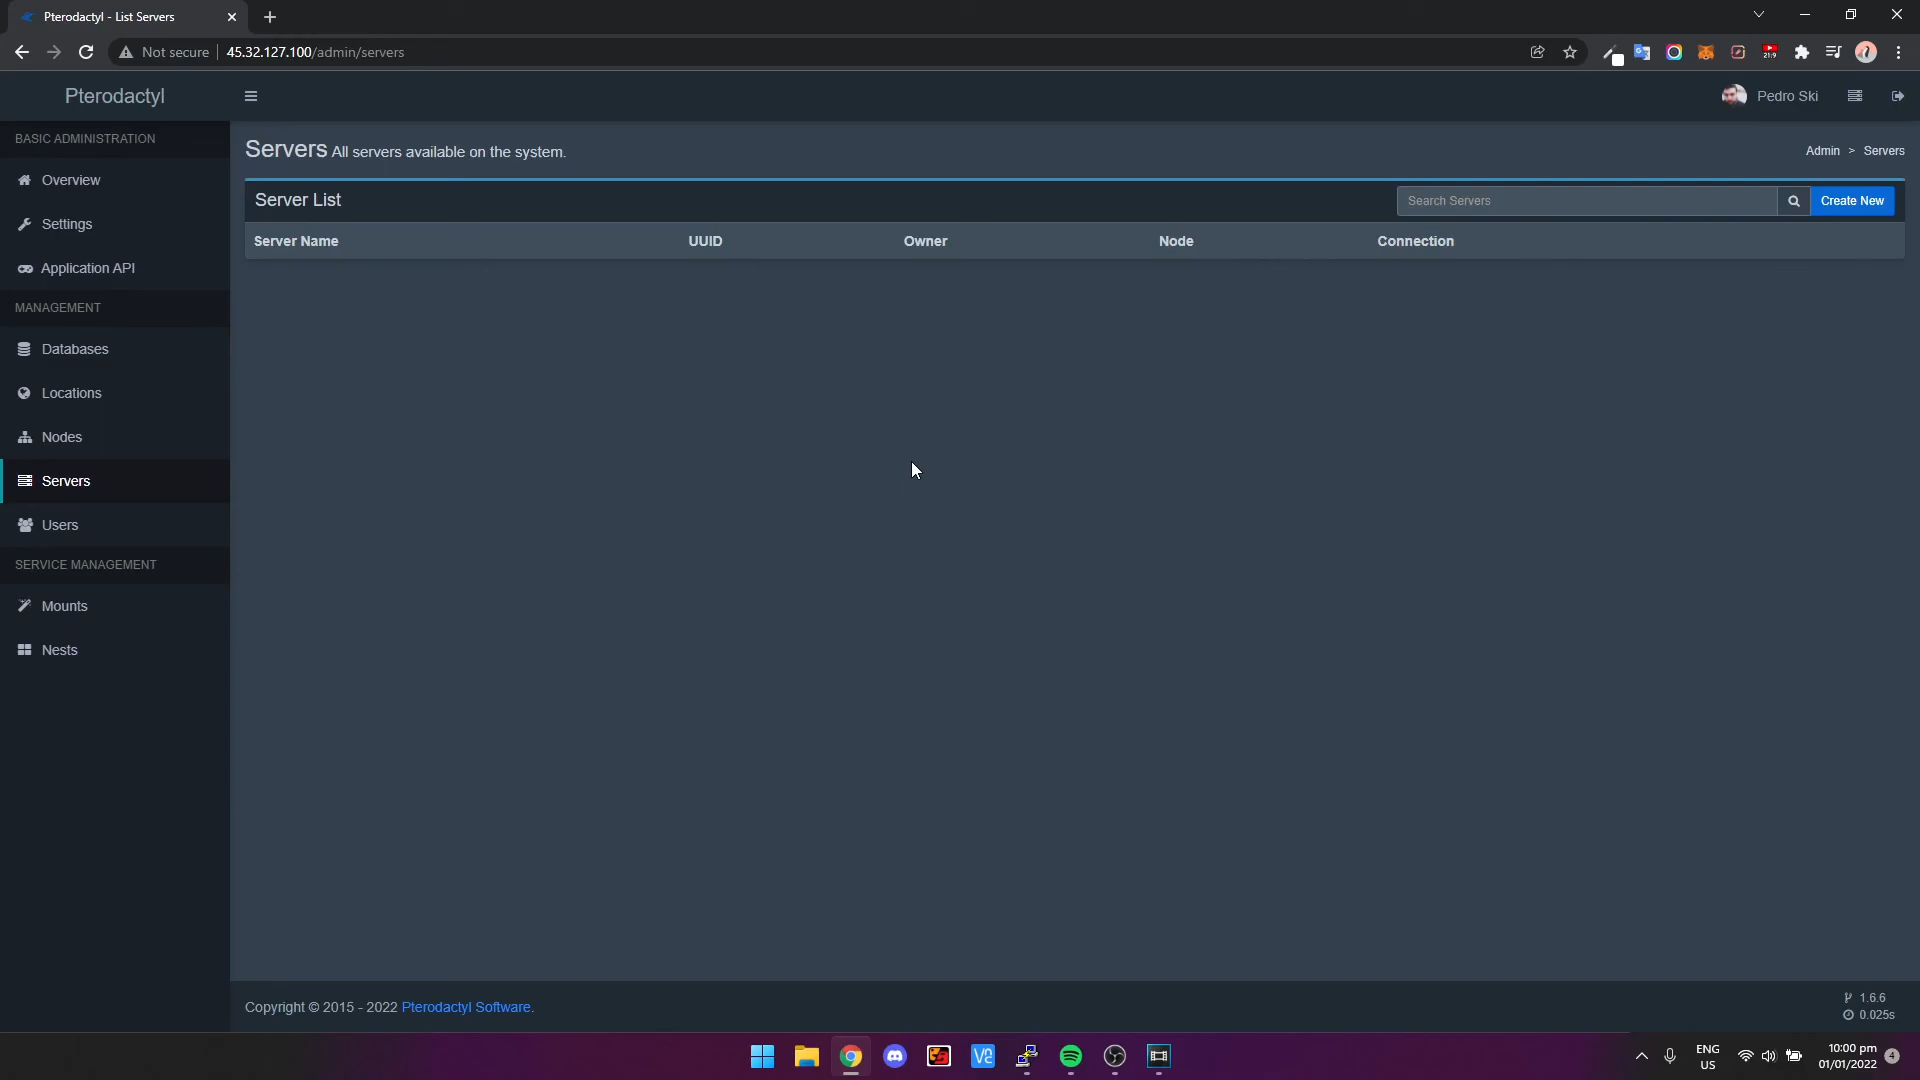 Pterodactyl - List Servers
Not secure
45.32.127.100/admin/servers
21:9
Pterodactyl
Pedro Ski
BASIC ADMINISTRATION
Overview
Settings
Application API
MANAGEMENT
Databases
Locations
Nodes
Servers
Users
SERVICE MANAGEMENT
Mounts
Nests
Servers All servers available on the system.
Admin > Servers
Server List
Search Servers
Create New
Server Name UUID Owner Node Connection
Copyright © 2015 - 2022 Pterodactyl Software.
1.6.6
0.025s
ENG
US
10:00 pm
01/01/2022
4